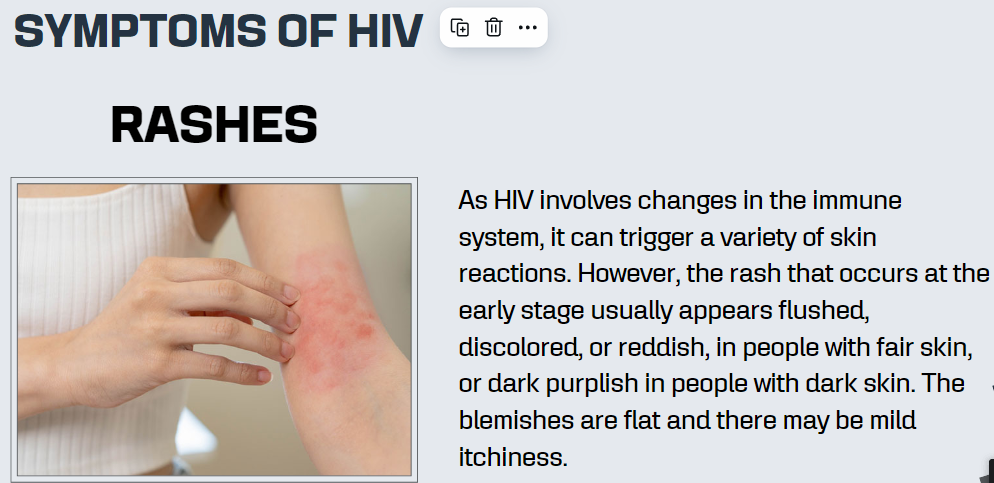 SYMPTOMS OF HIV
RASHES
As HIV involves changes in the immune
system, it can trigger a variety of skin
reactions. However, the rash that occurs at the
early stage usually appears flushed,
discolored, or reddish, in people with fair skin,
or dark purplish in people with dark skin. The
blemishes are flat and there may be mild
itchiness.